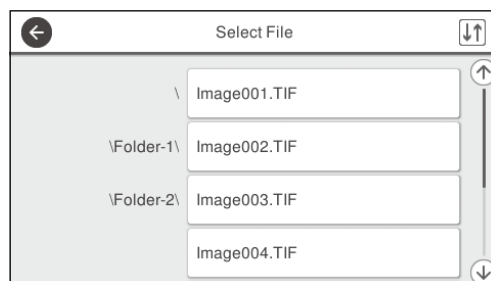 Select File
\ Image001.TIF
\Folder-1\ Image002.TIF
\Folder-2\ Image003.TIF
Image004.TIF